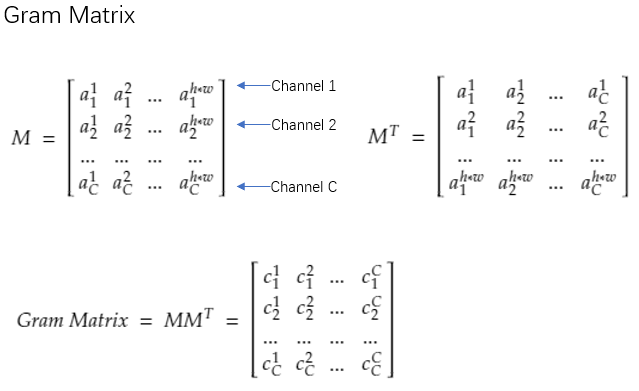 Gram Matrix
M = [ a_1^1 a_1^2 ... a_1^{h*w} ] Channel 1
[ a_2^1 a_2^2 ... a_2^{h*w} ] Channel 2
[ ... ... ... ... ]
[ a_C^1 a_C^2 ... a_C^{h*w} ] Channel C
M^T = [ a_1^1 a_2^1 ... a_C^1 ]
[ a_1^2 a_2^2 ... a_C^2 ]
[ ... ... ... ... ]
[ a_1^{h*w} a_2^{h*w} ... a_C^{h*w} ]
Gram Matrix = MM^T = [ c_1^1 c_1^2 ... c_1^C ]
[ c_2^1 c_2^2 ... c_2^C ]
[ ... ... ... ... ]
[ c_C^1 c_C^2 ... c_C^C ]